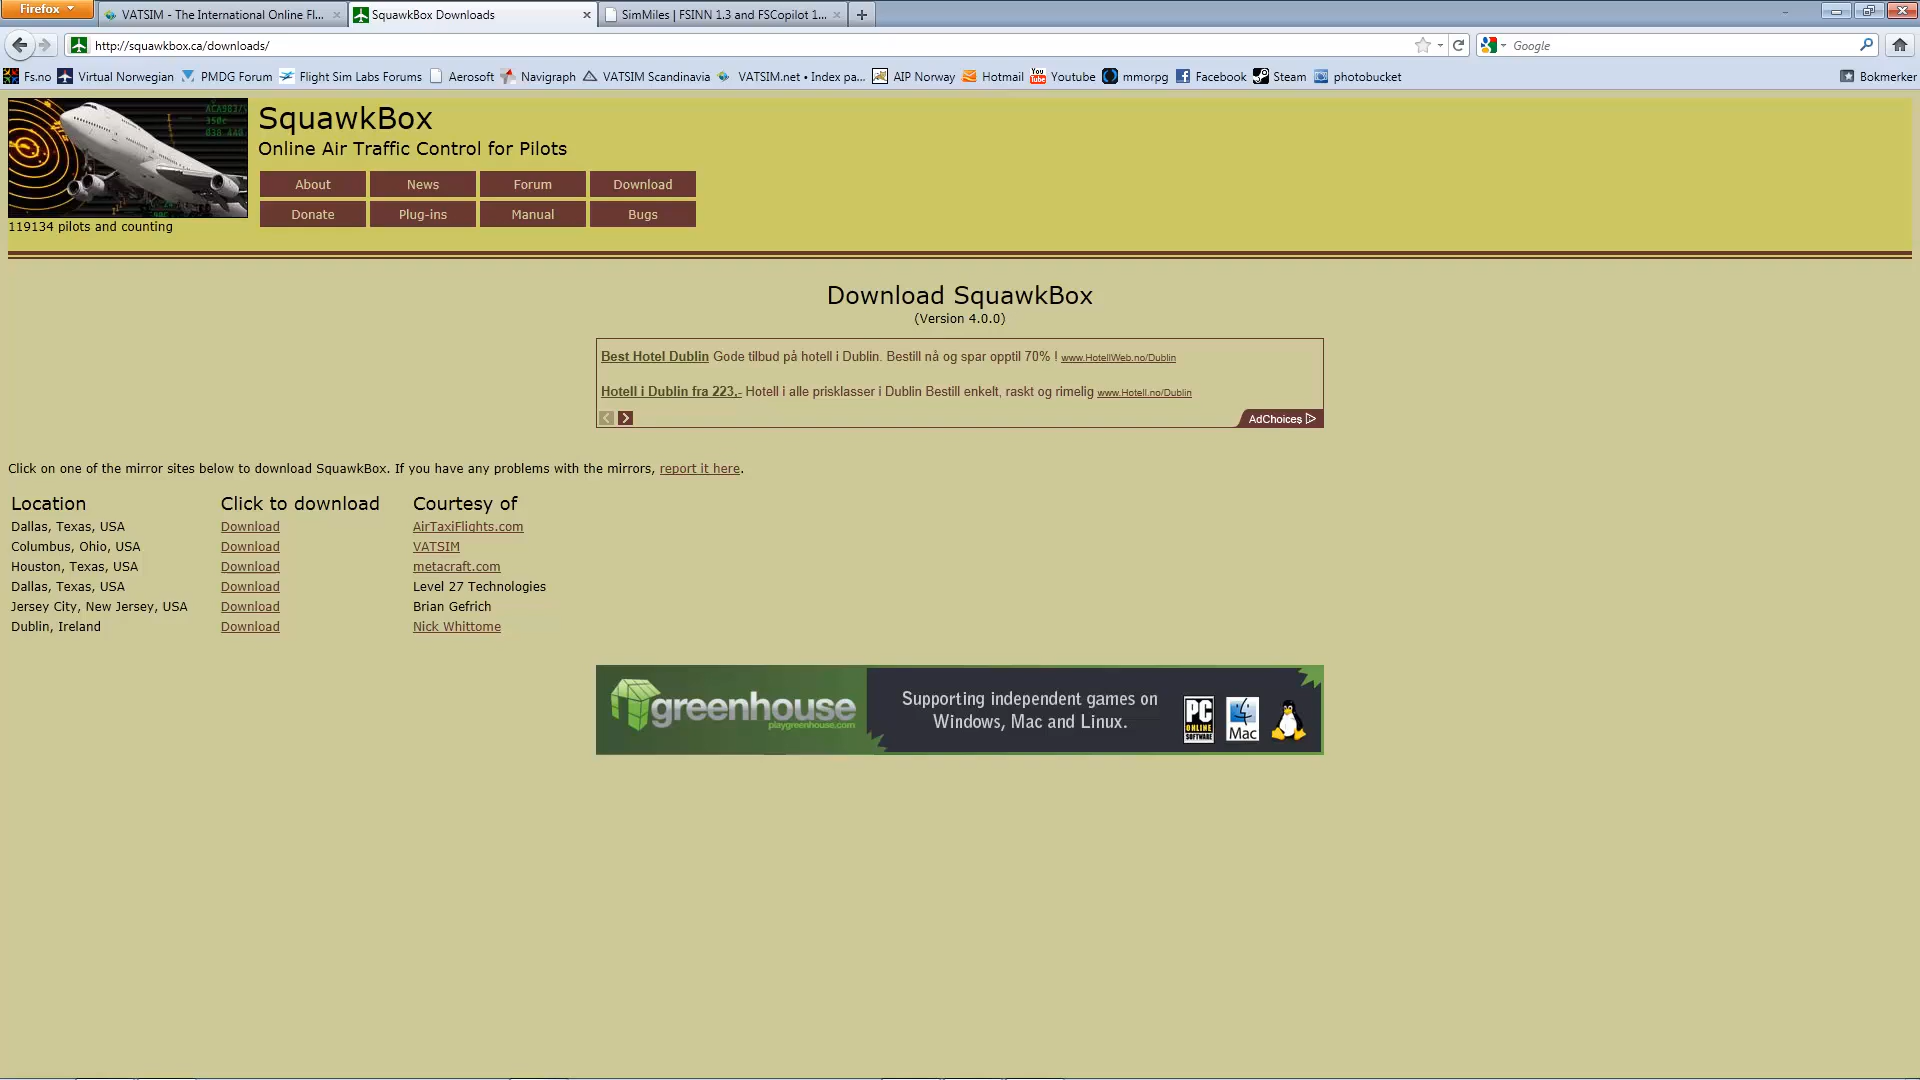 Firefox
VATSIM - The International Online Fl...
SquawkBox Downloads
SimMiles | FSINN 1.3 and FSCopilot 1...
http://squawkbox.ca/downloads/
Google
Fs.no
Virtual Norwegian
PMDG Forum
Flight Sim Labs Forums
Aerosoft
Navigraph
VATSIM Scandinavia
VATSIM.net • Index pa...
AIP Norway
Hotmail
You Tube
Youtube
mmorpg
Facebook
Steam
photobucket
Bokmerker
SquawkBox
Online Air Traffic Control for Pilots
About
News
Forum
Download
Donate
Plug-ins
Manual
Bugs
119134 pilots and counting
Download SquawkBox
(Version 4.0.0)
Best Hotel Dublin Gode tilbud på hotell i Dublin. Bestill nå og spar opptil 70% ! www.HotellWeb.no/Dublin
Hotell i Dublin fra 223,- Hotell i alle prisklasser i Dublin Bestill enkelt, raskt og rimelig www.Hotell.no/Dublin
AdChoices
Click on one of the mirror sites below to download SquawkBox. If you have any problems with the mirrors, report it here.
Location Click to download Courtesy of
Dallas, Texas, USA Download AirTaxiFlights.com
Columbus, Ohio, USA Download VATSIM
Houston, Texas, USA Download metacraft.com
Dallas, Texas, USA Download Level 27 Technologies
Jersey City, New Jersey, USA Download Brian Gefrich
Dublin, Ireland Download Nick Whittome
greenhouse
playgreenhouse.com
Supporting independent games on
Windows, Mac and Linux.
PC
ONLINE
SOFTWARE
Mac